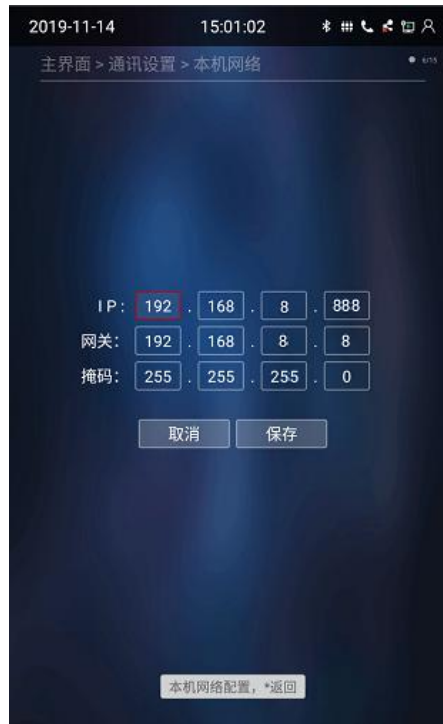 2019-11-14 15:01:02
主界面 > 通讯设置 > 本机网络 6/15
IP: 192 . 168 . 8 . 888
网关: 192 . 168 . 8 . 8
掩码: 255 . 255 . 255 . 0
取消 保存
本机网络配置，*返回